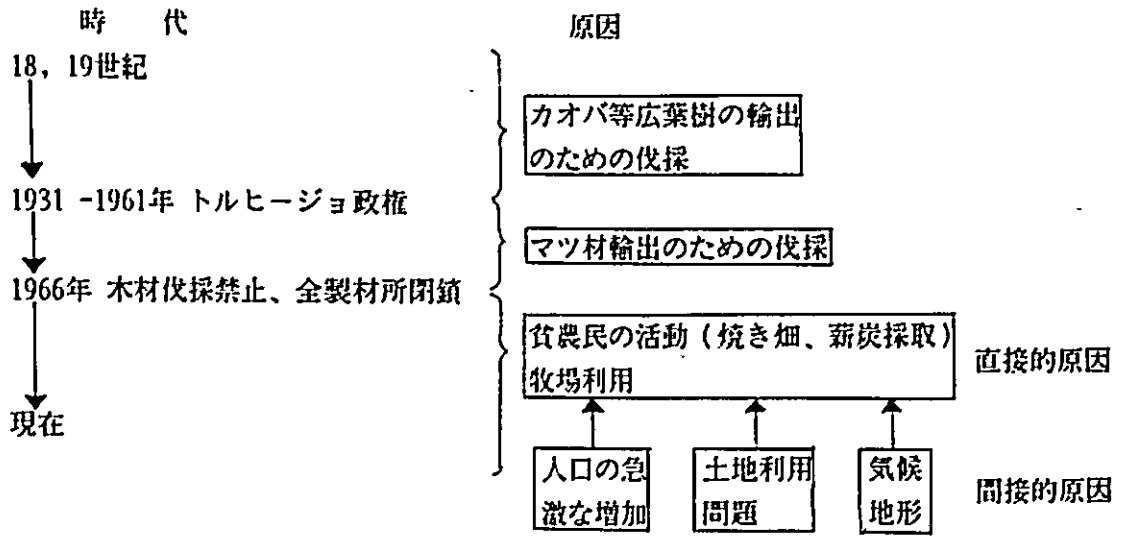 時 代
原因
18, 19世紀
カオバ等広葉樹の輸出
のための伐採
1931 -1961年 トルヒージョ政権
マツ材輸出のための伐採
1966年 木材伐採禁止、全製材所閉鎖
貧農民の活動(焼き畑、薪炭採取)
牧場利用
直接的原因
現在
人口の急
激な増加
土地利用
問題
気候
地形
間接的原因